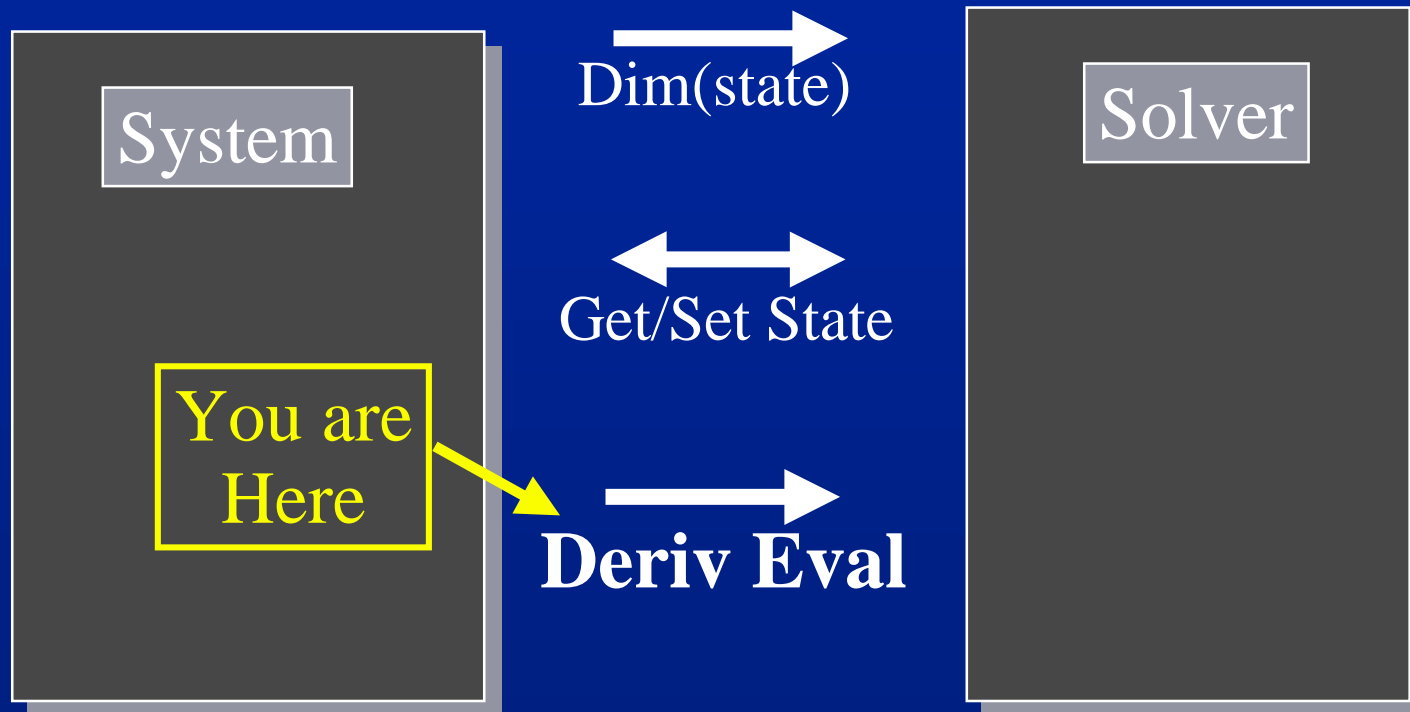 System
Dim(state)
Solver
Get/Set State
You are
Here
Deriv Eval